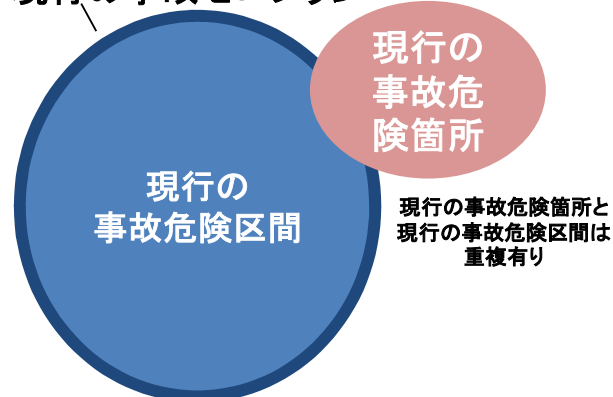 現行の
事故危
険箇所
現行の
事故危険区間
現行の事故危険箇所と
現行の事故危険区間は
重複有り